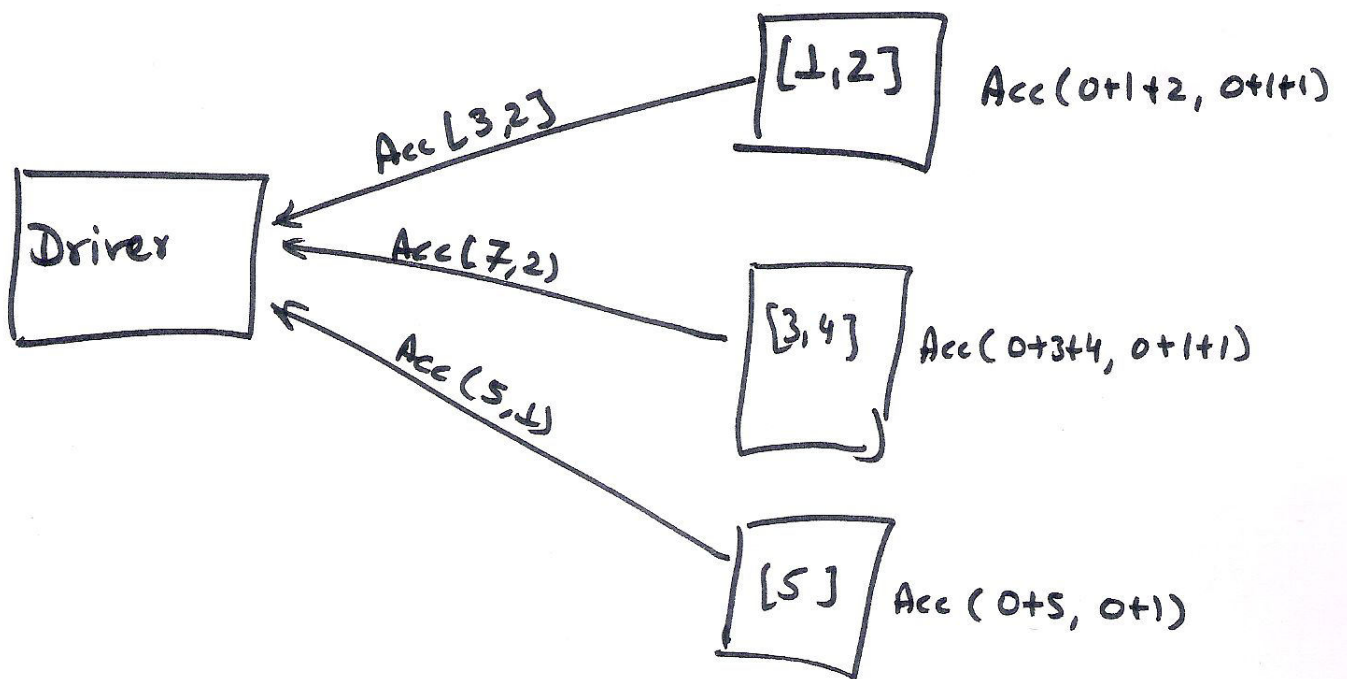 [1,2]
Acc(0+1+2, 0+1+1)
Acc[3,2]
Driver
Acc(7,2)
[3,4]
Acc(0+3+4, 0+1+1)
Acc(5,1)
[5]
Acc(0+5, 0+1)